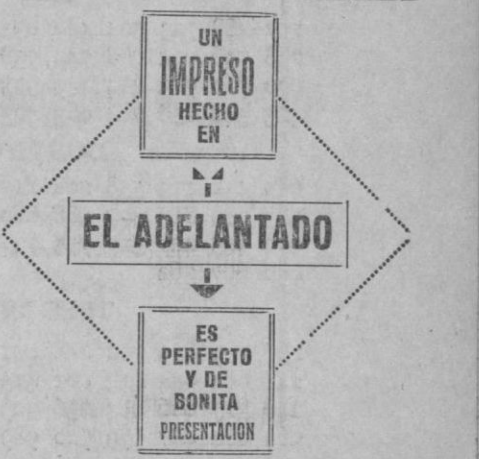 UN
IMPRESO
HECHO
EN
EL ADELANTADO
ES
PERFECTO
Y DE
BONITA
PRESENTACION